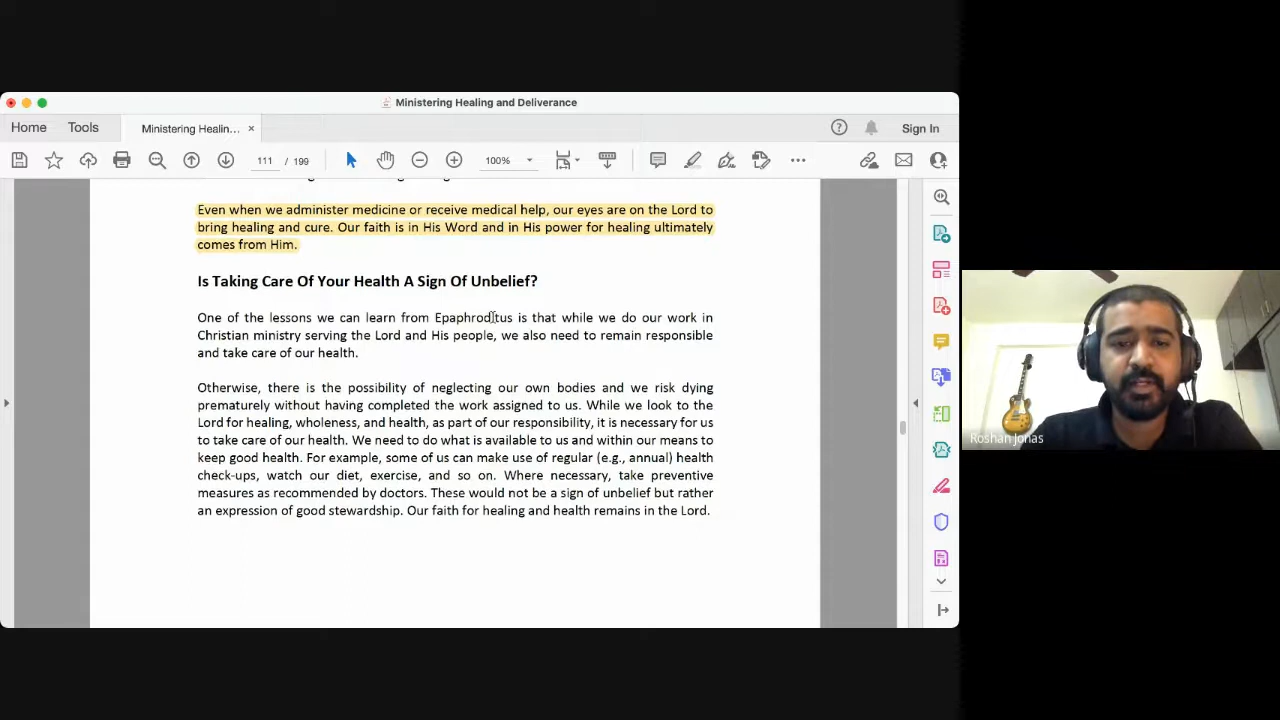 Ministering Healing and Deliverance
Home Tools Ministering Healin... × Sign In
111 / 199 100%
Even when we administer medicine or receive medical help, our eyes are on the Lord to
bring healing and cure. Our faith is in His Word and in His power for healing ultimately
comes from Him.
Is Taking Care Of Your Health A Sign Of Unbelief?
One of the lessons we can learn from Epaphroditus is that while we do our work in
Christian ministry serving the Lord and His people, we also need to remain responsible
and take care of our health.
Otherwise, there is the possibility of neglecting our own bodies and we risk dying
prematurely without having completed the work assigned to us. While we look to the
Lord for healing, wholeness, and health, as part of our responsibility, it is necessary for us
to take care of our health. We need to do what is available to us and within our means to
keep good health. For example, some of us can make use of regular (e.g., annual) health
check-ups, watch our diet, exercise, and so on. Where necessary, take preventive
measures as recommended by doctors. These would not be a sign of unbelief but rather
an expression of good stewardship. Our faith for healing and health remains in the Lord.
Roshan Jonas